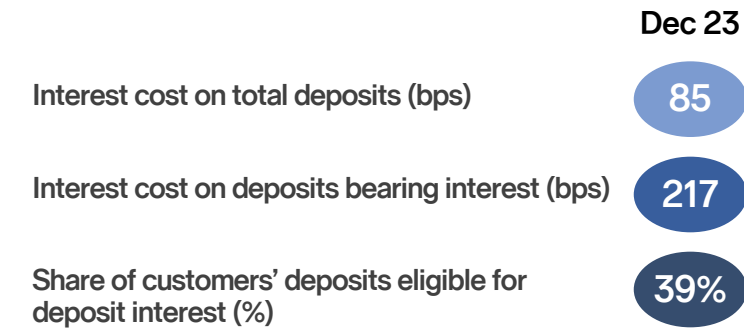 Dec 23
Interest cost on total deposits (bps) 85
Interest cost on deposits bearing interest (bps) 217
Share of customers’ deposits eligible for
deposit interest (%) 39%